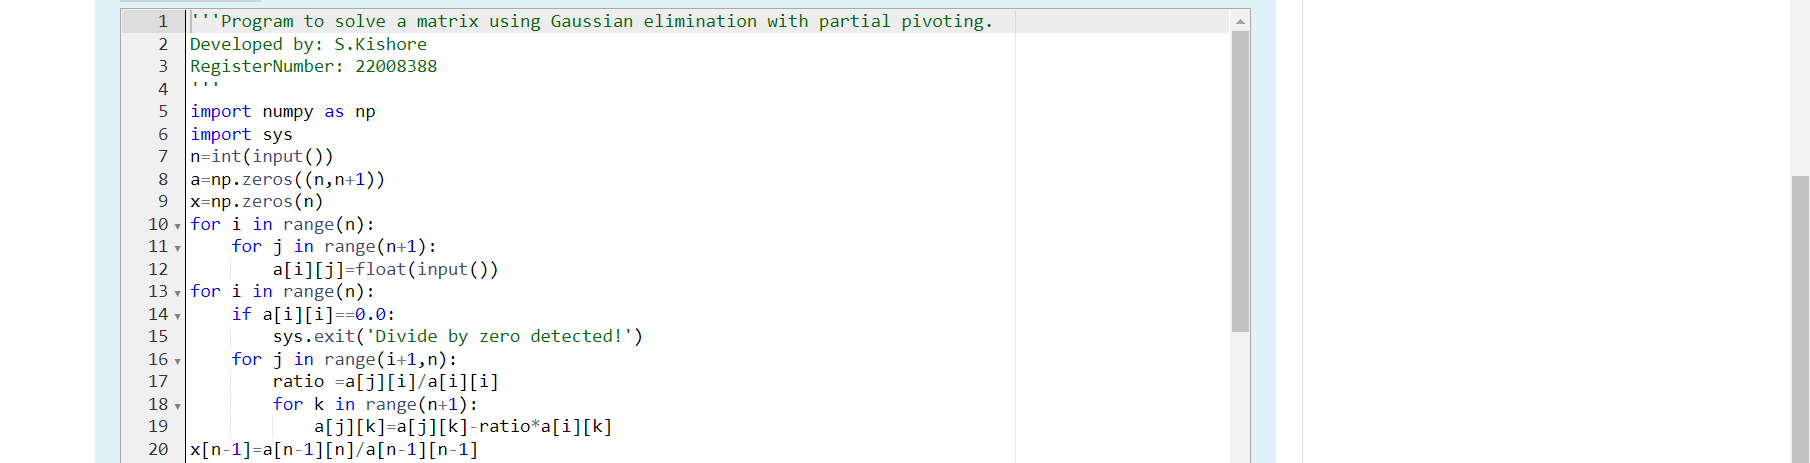 1 '''Program to solve a matrix using Gaussian elimination with partial pivoting.
2 Developed by: S.Kishore
3 RegisterNumber: 22008388
4 '''
5 import numpy as np
6 import sys
7 n=int(input())
8 a=np.zeros((n,n+1))
9 x=np.zeros(n)
10 for i in range(n):
11     for j in range(n+1):
12         a[i][j]=float(input())
13 for i in range(n):
14     if a[i][i]==0.0:
15         sys.exit('Divide by zero detected!')
16     for j in range(i+1,n):
17         ratio =a[j][i]/a[i][i]
18         for k in range(n+1):
19             a[j][k]=a[j][k]-ratio*a[i][k]
20 x[n-1]=a[n-1][n]/a[n-1][n-1]